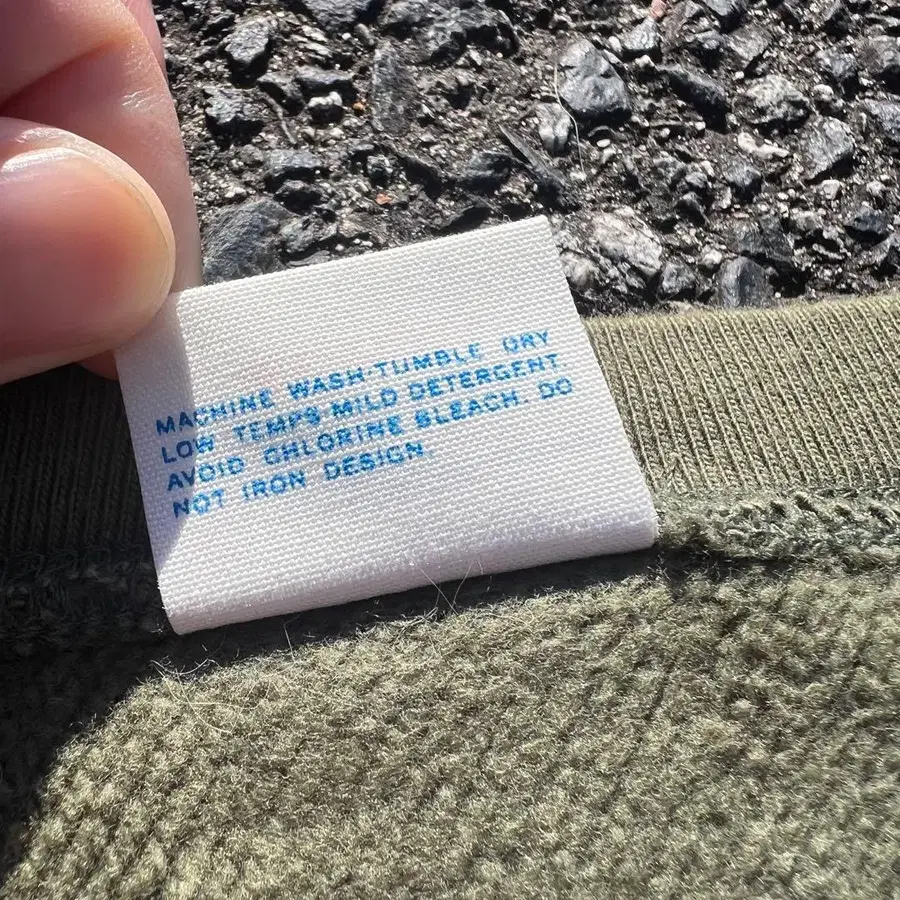 MACHINE WASH-TUMBLE DRY
LOW TEMPS-MILD DETERGENT
AVOID CHLORINE BLEACH. DO
NOT IRON DESIGN